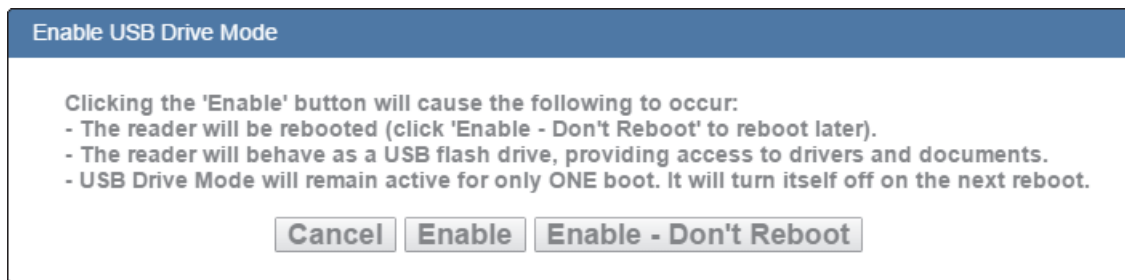 Enable USB Drive Mode
Clicking the 'Enable' button will cause the following to occur:
- The reader will be rebooted (click 'Enable - Don't Reboot' to reboot later).
- The reader will behave as a USB flash drive, providing access to drivers and documents.
- USB Drive Mode will remain active for only ONE boot. It will turn itself off on the next reboot.
Cancel Enable Enable - Don't Reboot